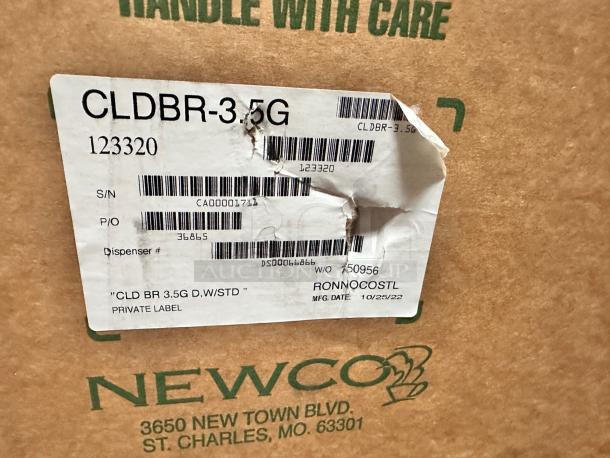 HANDLE WITH CARE
CLDBR-3.5G
CLDBR-3.5G
123320
123320
S/N
CA00001711
P/O
36865
Dispenser #
DS00066866
W/O 150956
"CLD BR 3.5G D.W/STD "
RONNOCOSTL
PRIVATE LABEL
MFG. DATE: 10/25/22
NEWCO
3650 NEW TOWN BLVD.
ST. CHARLES, MO. 63301